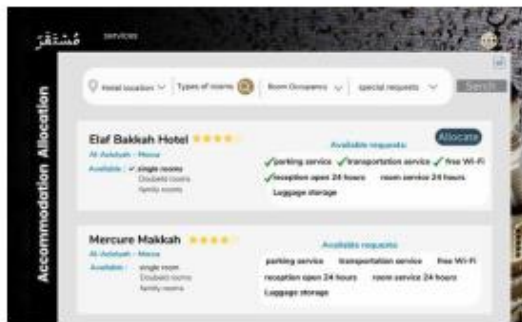 مُسْتَقَرّ
services
Accommodation Allocation
Hotel location
Types of rooms
Room Occupancy
special requests
Serch
Elaf Bakkah Hotel
Allocate
Al-Aziziyah - Mecca
Available requests:
Available : ✓ single rooms
Doubled rooms
family rooms
✓parking service ✓transportation service ✓free Wi-Fi
✓reception open 24 hours room service 24 hours
Luggage storage
Mercure Makkah
Al-Aziziyah - Mecca
Available requests:
Available : single room
Doubled rooms
family rooms
parking service transportation service free Wi-Fi
reception open 24 hours room service 24 hours
Luggage storage